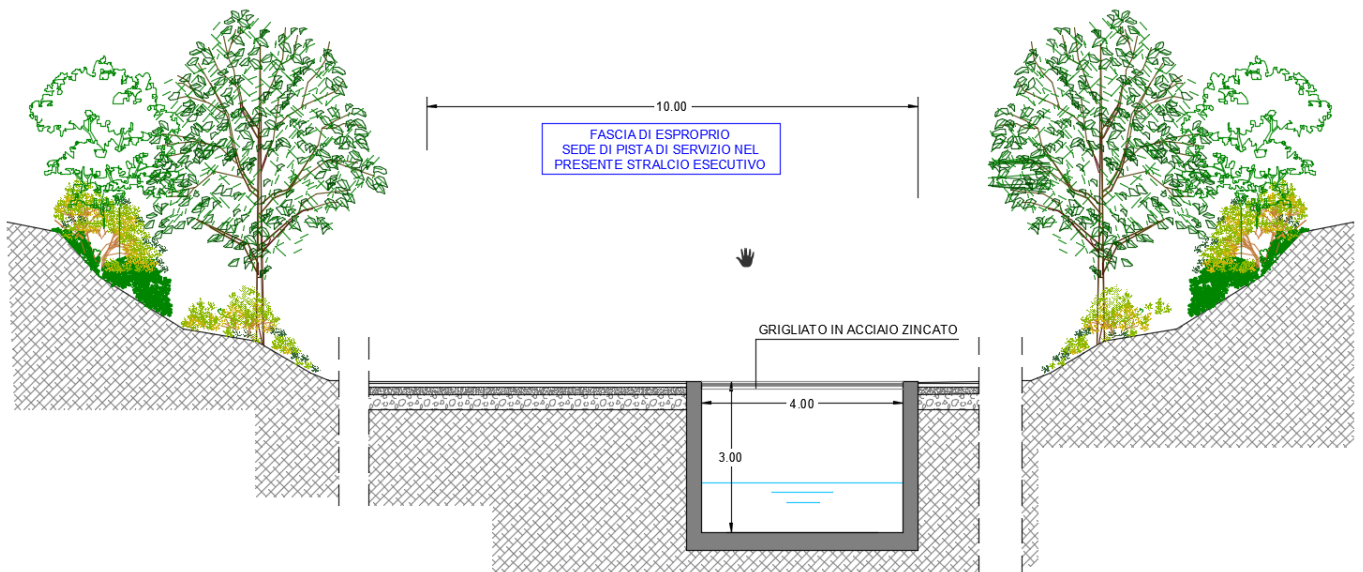 10.00
FASCIA DI ESPROPRIO
SEDE DI PISTA DI SERVIZIO NEL
PRESENTE STRALCIO ESECUTIVO
GRIGLIATO IN ACCIAIO ZINCATO
4.00
3.00